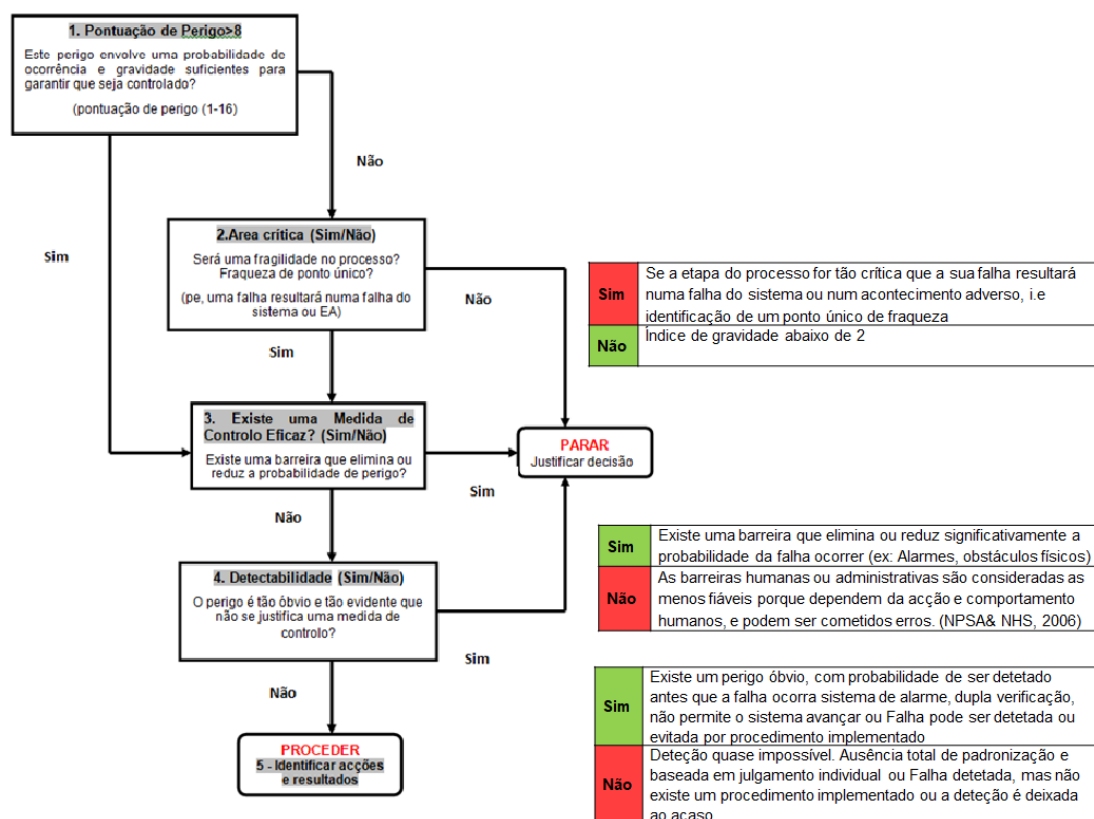 1. Pontuação de Perigo>8
Este perigo envolve uma probabilidade de
ocorrência e gravidade suficientes para
garantir que seja controlado?
(pontuação de perigo (1-16)
Não
Sim
2.Area critica (Sim/Não)
Será uma fragilidade no processo?
Fraqueza de ponto único?
(pe, uma falha resultará numa falha do
sistema ou EA)
Não
Sim
Sim
Se a etapa do processo for tão crítica que a sua falha resultará
numa falha do sistema ou num acontecimento adverso, i.e
identificação de um ponto único de fraqueza
Não
Índice de gravidade abaixo de 2
3. Existe uma Medida de
Controlo Eficaz? (Sim/Não)
Existe uma barreira que elimina ou
reduz a probabilidade de perigo?
PARAR
Justificar decisão
Sim
Não
Sim
Existe uma barreira que elimina ou reduz significativamente a
probabilidade da falha ocorrer (ex: Alarmes, obstáculos físicos)
Não
As barreiras humanas ou administrativas são consideradas as
menos fiáveis porque dependem da acção e comportamento
humanos, e podem ser cometidos erros. (NPSA& NHS, 2006)
4. Detectabilidade (Sim/Não)
O perigo é tão óbvio e tão evidente que
não se justifica uma medida de
controlo?
Sim
Não
Sim
Existe um perigo óbvio, com probabilidade de ser detetado
antes que a falha ocorra sistema de alarme, dupla verificação,
não permite o sistema avançar ou Falha pode ser detetada ou
evitada por procedimento implementado
Não
Deteção quase impossível. Ausência total de padronização e
baseada em julgamento individual ou Falha detetada, mas não
existe um procedimento implementado ou a deteção é deixada
ao acaso
PROCEDER
5 - Identificar acções
e resultados